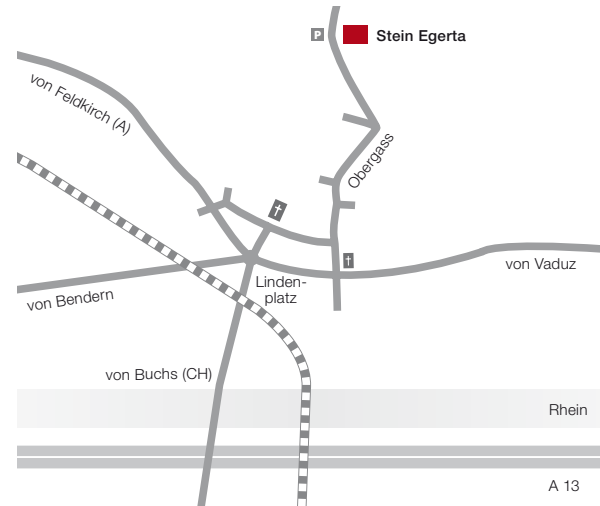 P
Stein Egerta
von Feldkirch (A)
Obergass
von Vaduz
Linden-
platz
von Bendern
von Buchs (CH)
Rhein
A 13